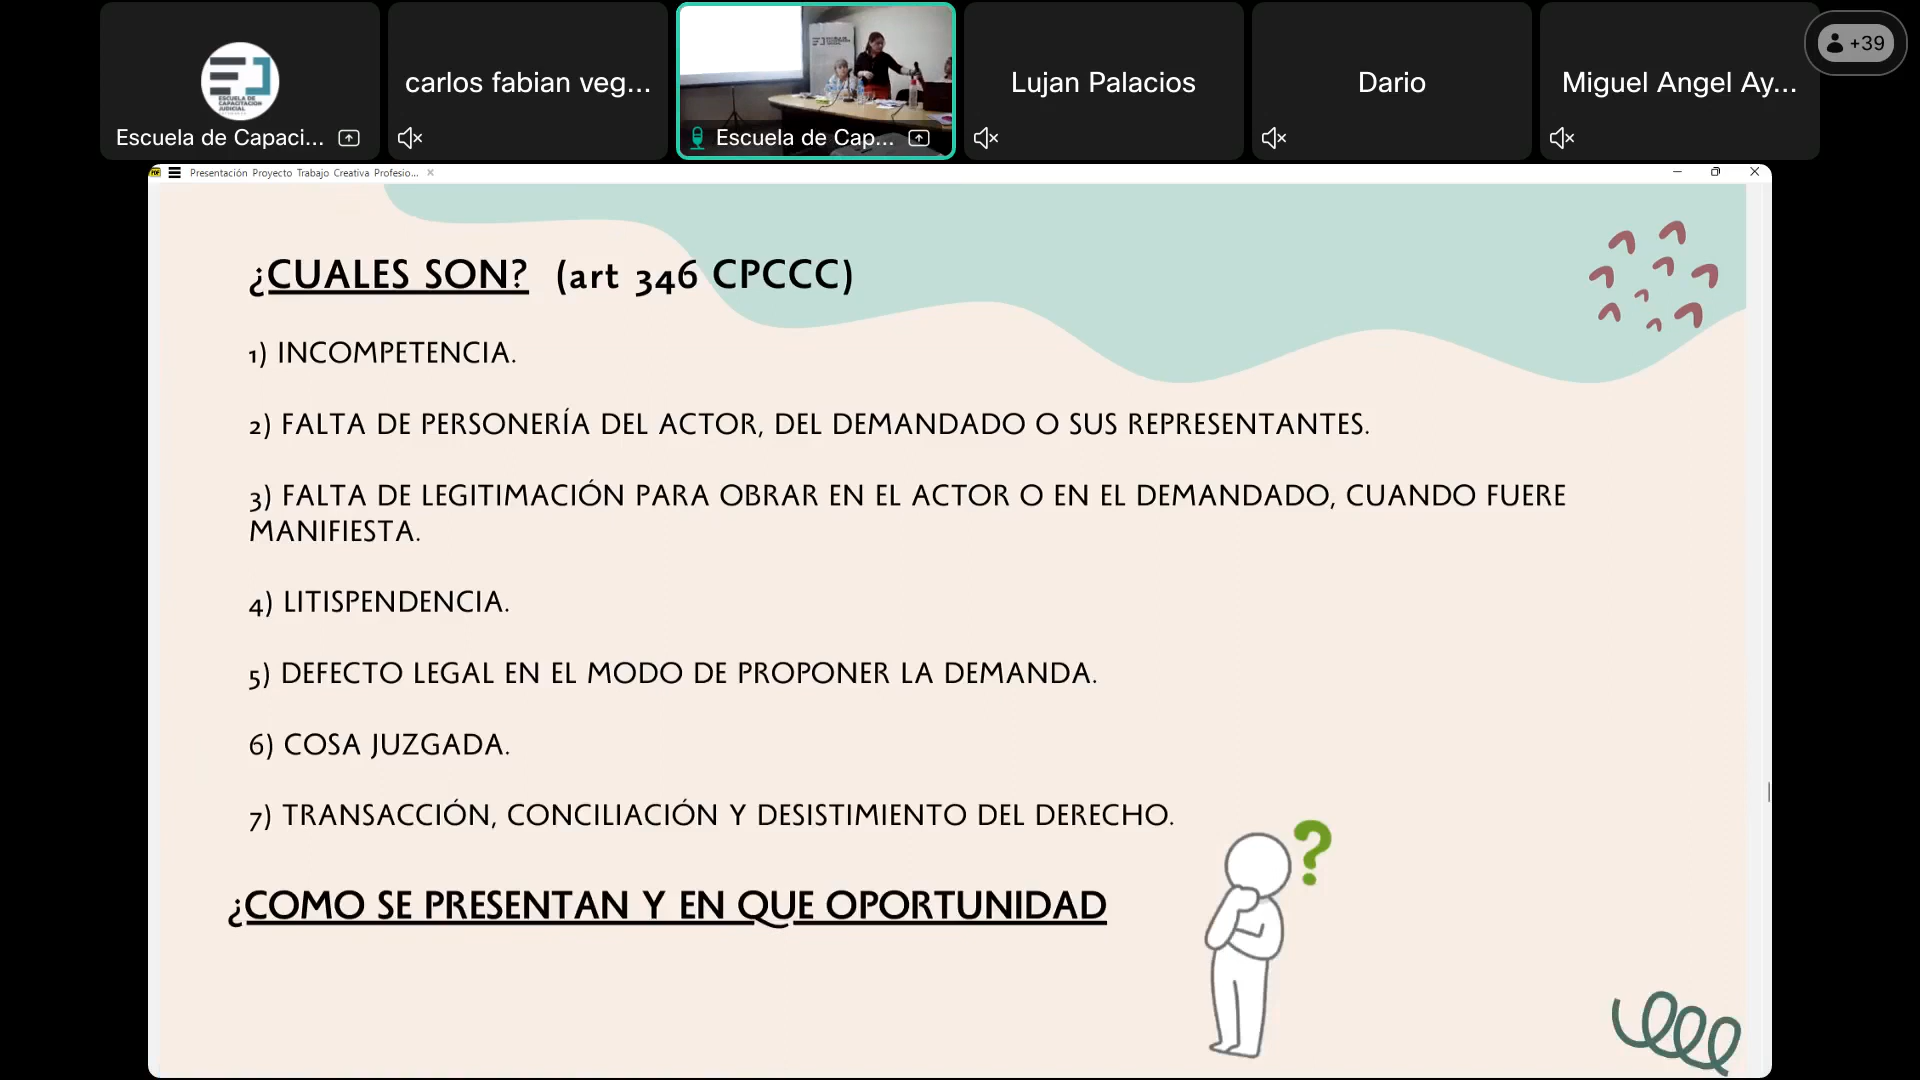 ESCUELA DE
CAPACITACIÓN
JUDICIAL
Escuela de Capaci...
carlos fabian veg...
Escuela de Cap...
Lujan Palacios
Dario
Miguel Angel Ay...
+39
Presentación Proyecto Trabajo Creativa Profesio...
¿CUALES SON? (art 346 CPCCC)
1) INCOMPETENCIA.
2) FALTA DE PERSONERÍA DEL ACTOR, DEL DEMANDADO O SUS REPRESENTANTES.
3) FALTA DE LEGITIMACIÓN PARA OBRAR EN EL ACTOR O EN EL DEMANDADO, CUANDO FUERE
MANIFIESTA.
4) LITISPENDENCIA.
5) DEFECTO LEGAL EN EL MODO DE PROPONER LA DEMANDA.
6) COSA JUZGADA.
7) TRANSACCIÓN, CONCILIACIÓN Y DESISTIMIENTO DEL DERECHO.
¿COMO SE PRESENTAN Y EN QUE OPORTUNIDAD
?